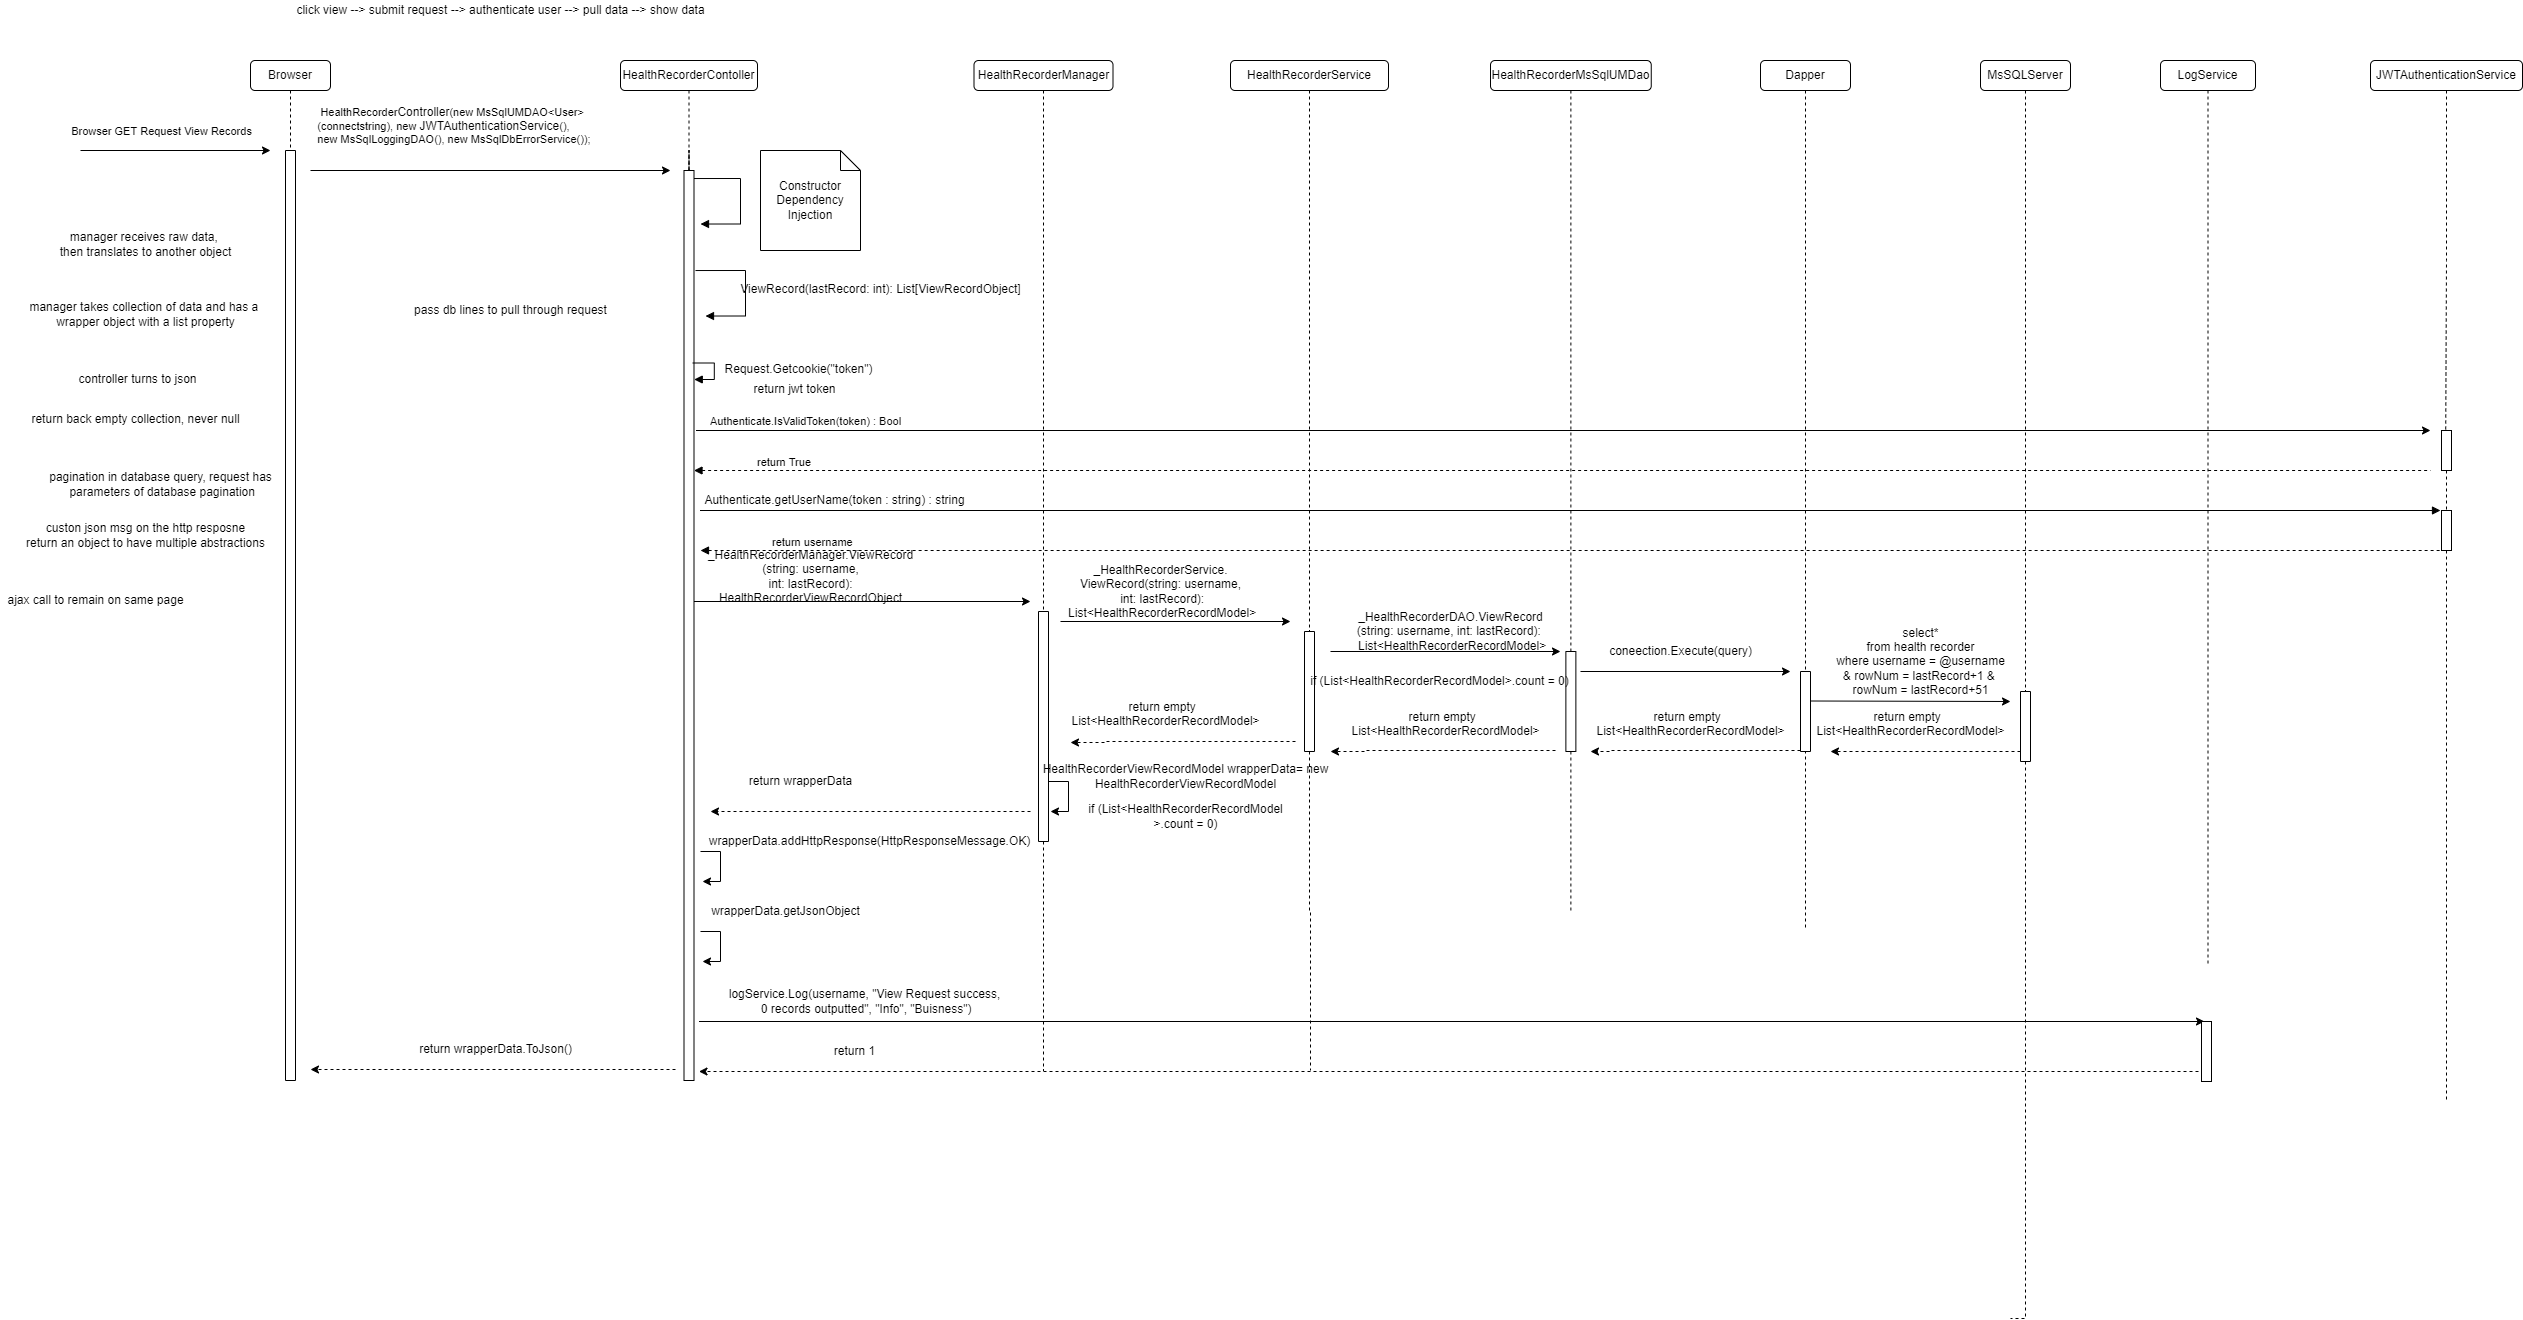 click view --> submit request --> authenticate user --> pull data --> show data
Browser
HealthRecorderContoller
HealthRecorderManager
HealthRecorderService
HealthRecorderMsSqlUMDao
Dapper
MsSQLServer
LogService
JWTAuthenticationService
Browser GET Request View Records
HealthRecorderController(new MsSqlUMDAO<User>
(connectstring), new JWTAuthenticationService(),
new MsSqlLoggingDAO(), new MsSqlDbErrorService());
Constructor
Dependency
Injection
manager receives raw data,
then translates to another object
ViewRecord(lastRecord: int): List[ViewRecordObject]
manager takes collection of data and has a
wrapper object with a list property
pass db lines to pull through request
Request.Getcookie("token")
return jwt token
controller turns to json
return back empty collection, never null
Authenticate.IsValidToken(token) : Bool
return True
pagination in database query, request has
parameters of database pagination
Authenticate.getUserName(token : string) : string
custon json msg on the http resposne
return an object to have multiple abstractions
return username
_HealthRecorderManager.ViewRecord
(string: username,
int: lastRecord):
HealthRecorderViewRecordObject
ajax call to remain on same page
_HealthRecorderService.
ViewRecord(string: username,
int: lastRecord):
List<HealthRecorderRecordModel>
_HealthRecorderDAO.ViewRecord
(string: username, int: lastRecord):
List<HealthRecorderRecordModel>
coneection.Execute(query)
select*
from health recorder
where username = @username
& rowNum = lastRecord+1 &
rowNum = lastRecord+51
if (List<HealthRecorderRecordModel>.count = 0)
return empty
List<HealthRecorderRecordModel>
return empty
List<HealthRecorderRecordModel>
return empty
List<HealthRecorderRecordModel>
return empty
List<HealthRecorderRecordModel>
HealthRecorderViewRecordModel wrapperData= new
HealthRecorderViewRecordModel
return wrapperData
if (List<HealthRecorderRecordModel
>.count = 0)
wrapperData.addHttpResponse(HttpResponseMessage.OK)
wrapperData.getJsonObject
logService.Log(username, "View Request success,
0 records outputted", "Info", "Buisness")
return wrapperData.ToJson()
return 1